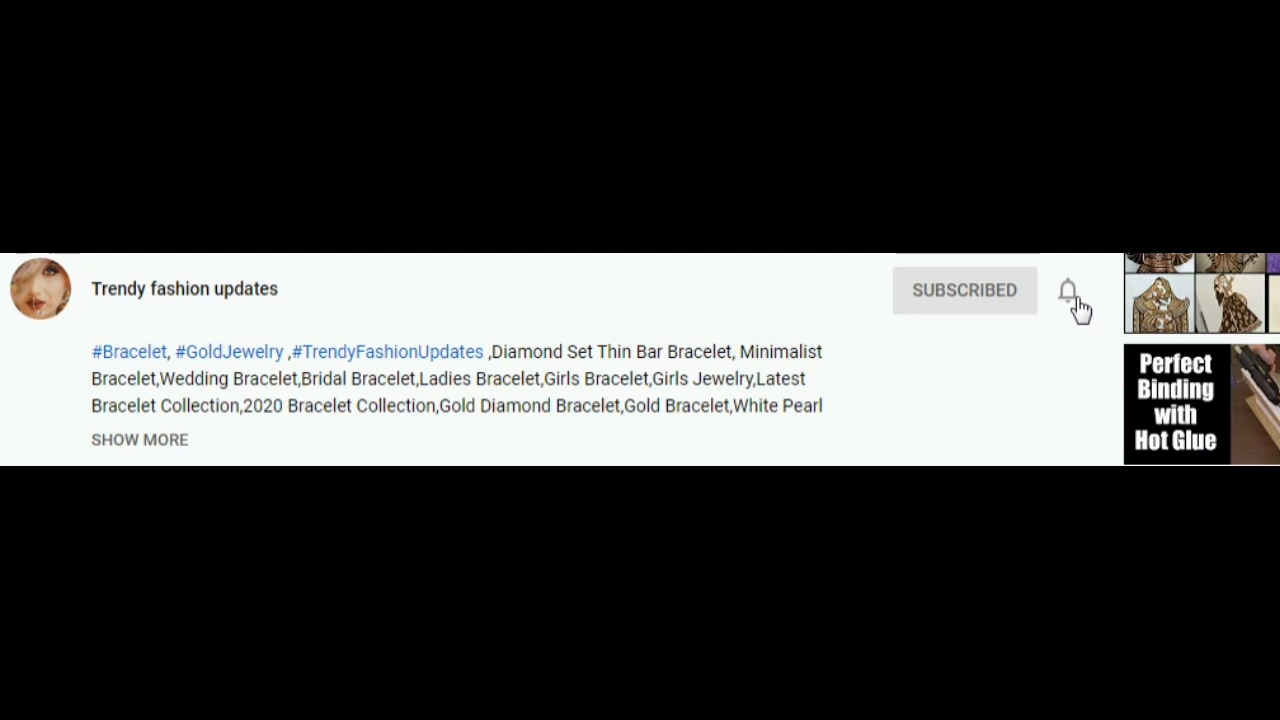 Trendy fashion updates
SUBSCRIBED
#Bracelet, #GoldJewelry ,#TrendyFashionUpdates ,Diamond Set Thin Bar Bracelet, Minimalist
Bracelet,Wedding Bracelet,Bridal Bracelet,Ladies Bracelet,Girls Bracelet,Girls Jewelry,Latest
Bracelet Collection,2020 Bracelet Collection,Gold Diamond Bracelet,Gold Bracelet,White Pearl
SHOW MORE
Perfect
Binding
with
Hot Glue